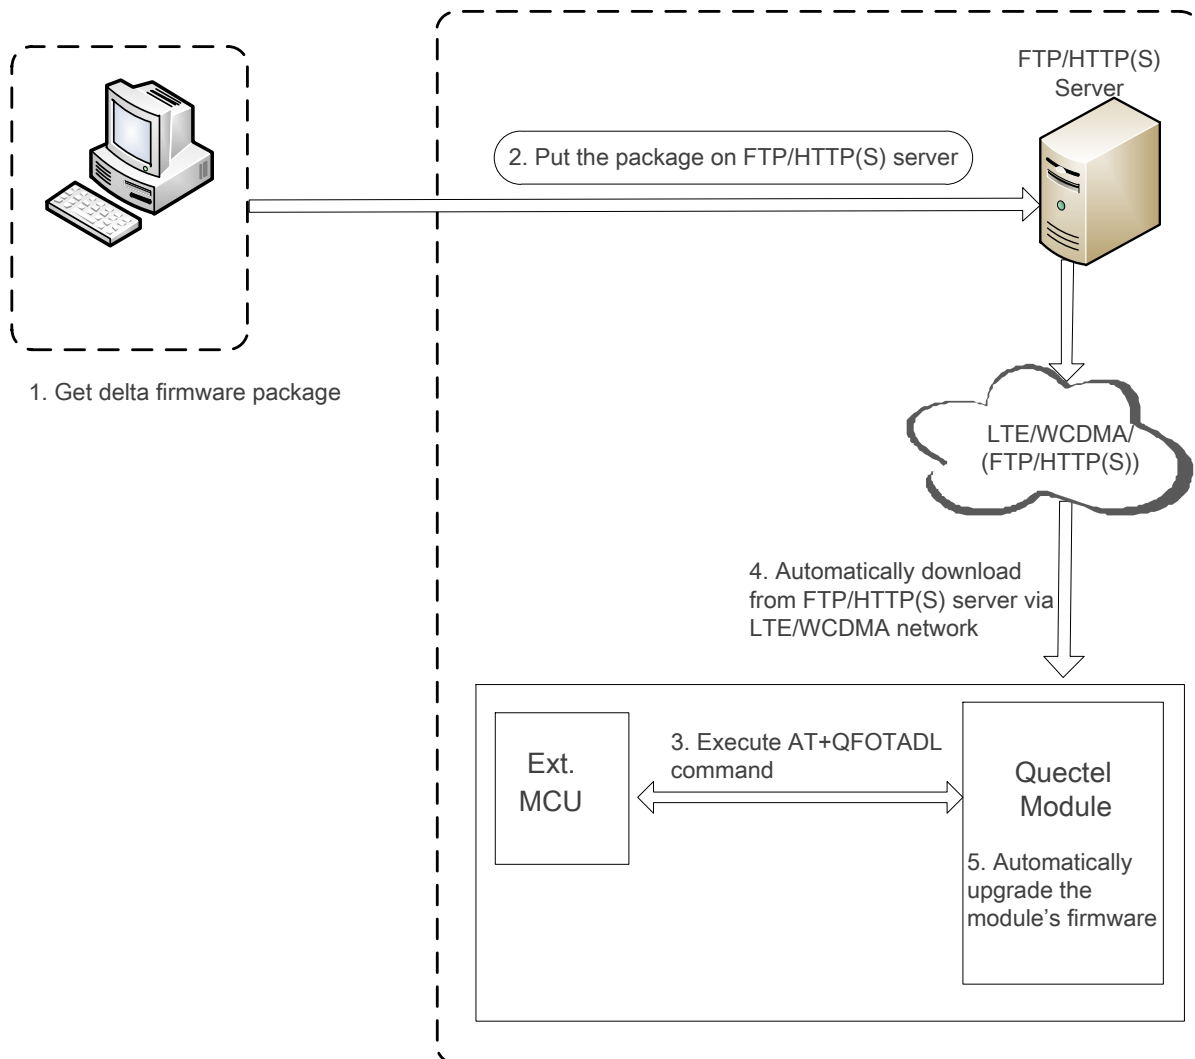 FTP/HTTP(S)
Server
2. Put the package on FTP/HTTP(S) server
1. Get delta firmware package
LTE/WCDMA/
(FTP/HTTP(S))
4. Automatically download
from FTP/HTTP(S) server via
LTE/WCDMA network
3. Execute AT+QFOTADL
command
Ext.
MCU
Quectel
Module
5. Automatically
upgrade the
module’s firmware